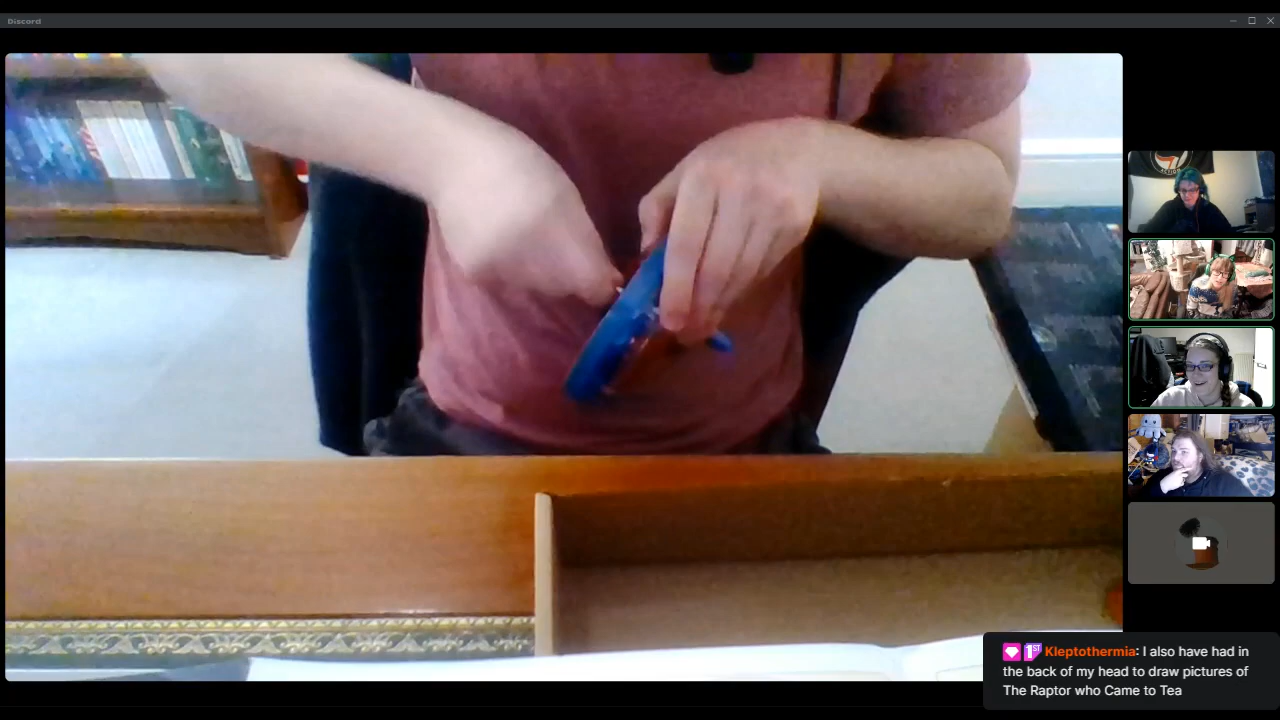 Discord
1ST Kleptothermia: I also have had in
the back of my head to draw pictures of
The Raptor who Came to Tea